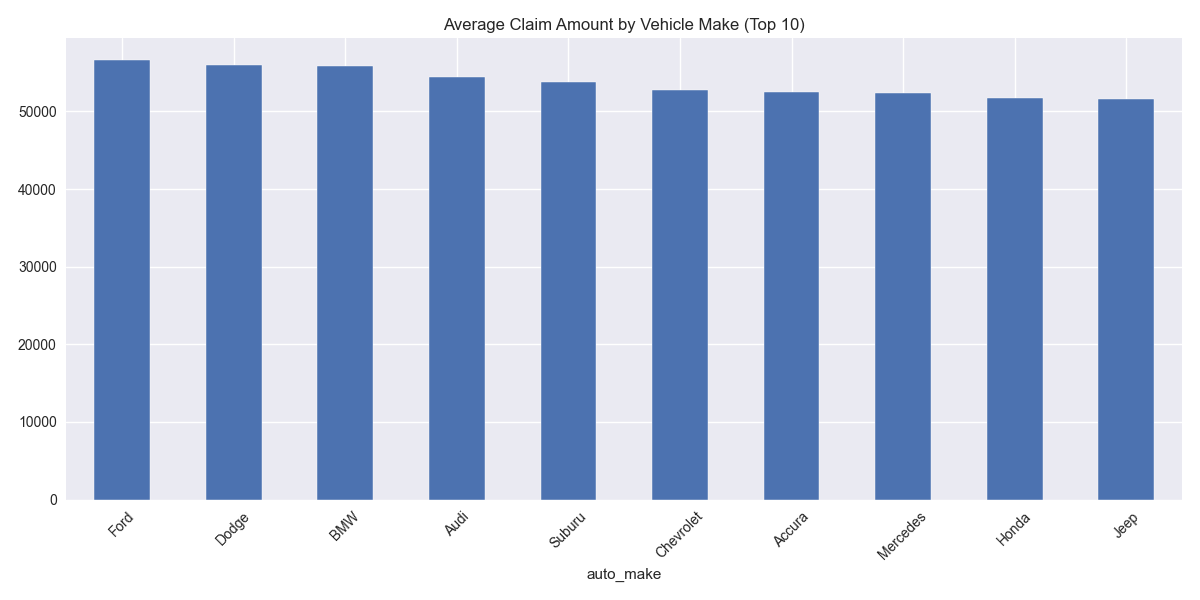 Average Claim Amount by Vehicle Make (Top 10)
50000
40000
30000
20000
10000
0
Ford
Dodge
BMW
Audi
Suburu
Chevrolet
Accura
Mercedes
Honda
Jeep
auto_make